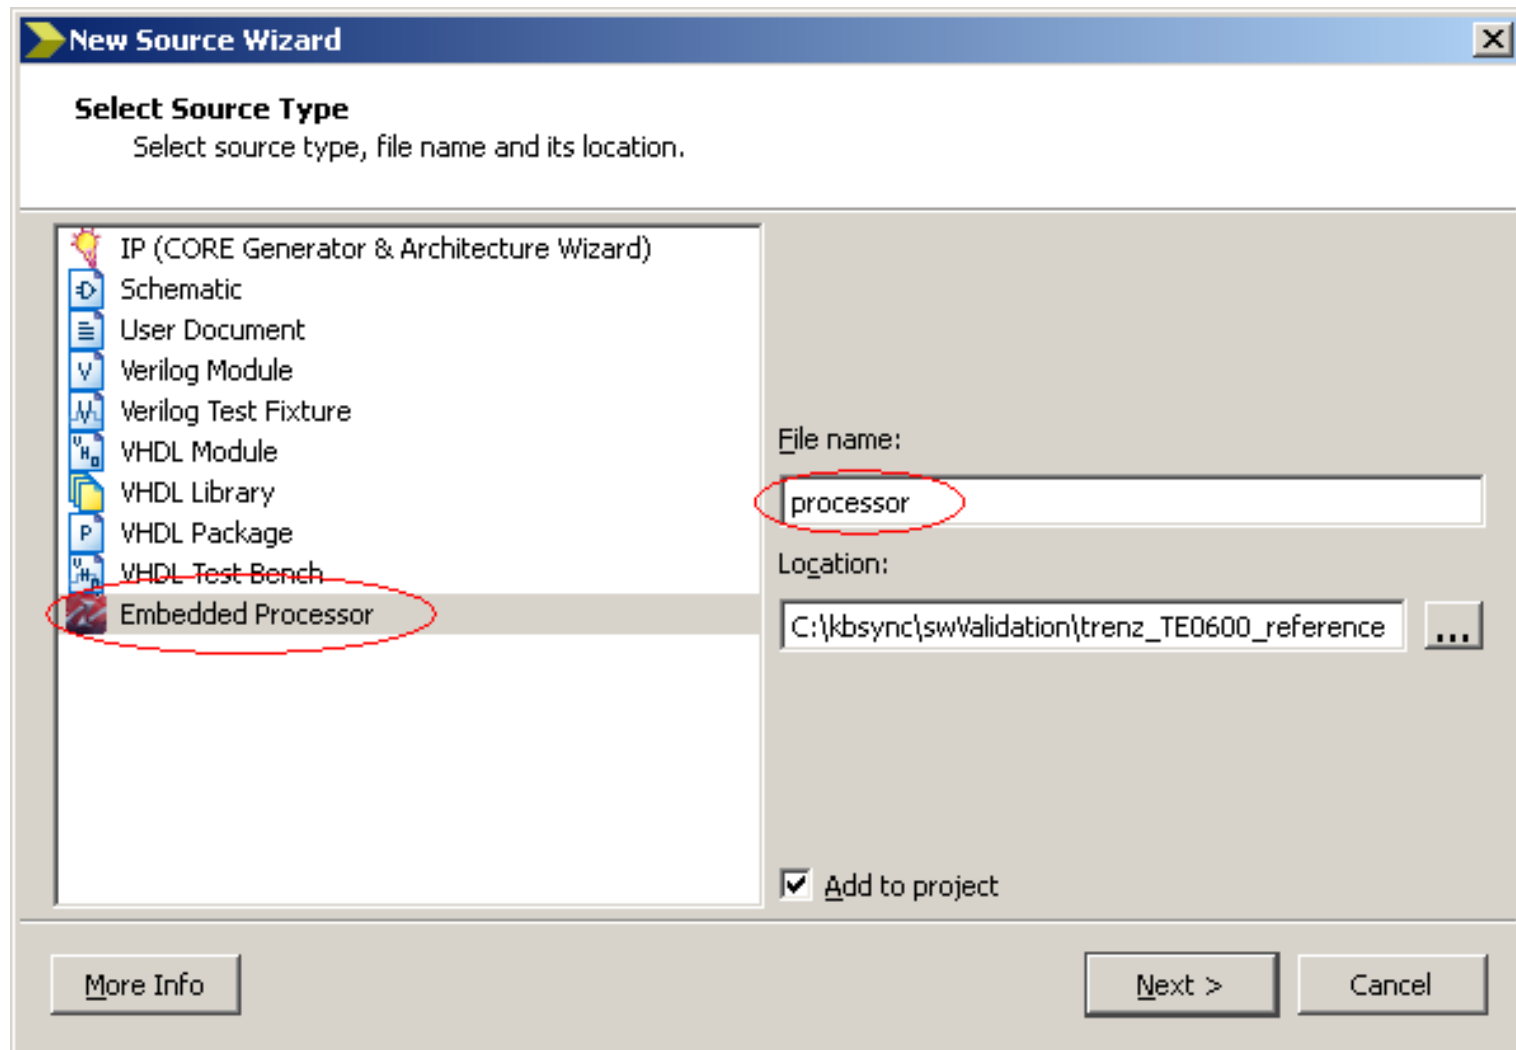 New Source Wizard
Select Source Type
Select source type, file name and its location.
IP (CORE Generator & Architecture Wizard)
Schematic
User Document
Verilog Module
Verilog Test Fixture
VHDL Module
VHDL Library
VHDL Package
VHDL Test Bench
Embedded Processor
File name:
processor
Location:
C:\kbsync\swValidation\trenz_TE0600_reference
...
Add to project
More Info
Next >
Cancel